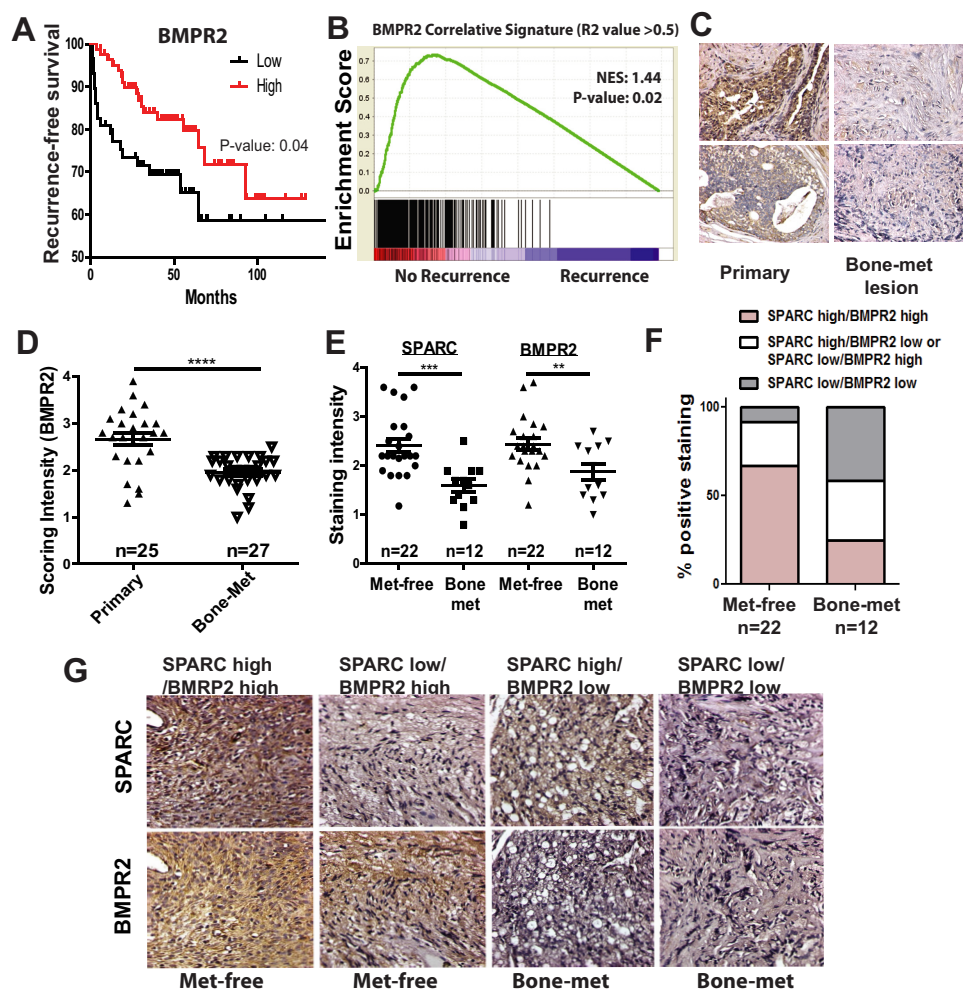 A
BMPR2
Recurrence-free survival
100
90
80
70
60
50
Low
High
P-value: 0.04
0
50
100
Months
B
BMPR2 Correlative Signature (R2 value >0.5)
Enrichment Score
0.7
0.6
0.5
0.4
0.3
0.2
0.1
0.0
NES: 1.44
P-value: 0.02
No Recurrence
Recurrence
C
Primary
Bone-met
lesion
D
Scoring Intensity (BMPR2)
4
3
2
1
0
****
n=25
n=27
Primary
Bone-Met
E
Staining intensity
4
3
2
1
0
SPARC
BMPR2
***
**
n=22
n=12
n=22
n=12
Met-free
Bone
met
Met-free
Bone
met
F
SPARC high/BMPR2 high
SPARC high/BMPR2 low or
SPARC low/BMPR2 high
SPARC low/BMPR2 low
% positive staining
100
50
0
Met-free
n=22
Bone-met
n=12
G
SPARC high
/BMRP2 high
SPARC low/
BMPR2 high
SPARC high/
BMPR2 low
SPARC low/
BMPR2 low
SPARC
BMPR2
Met-free
Met-free
Bone-met
Bone-met